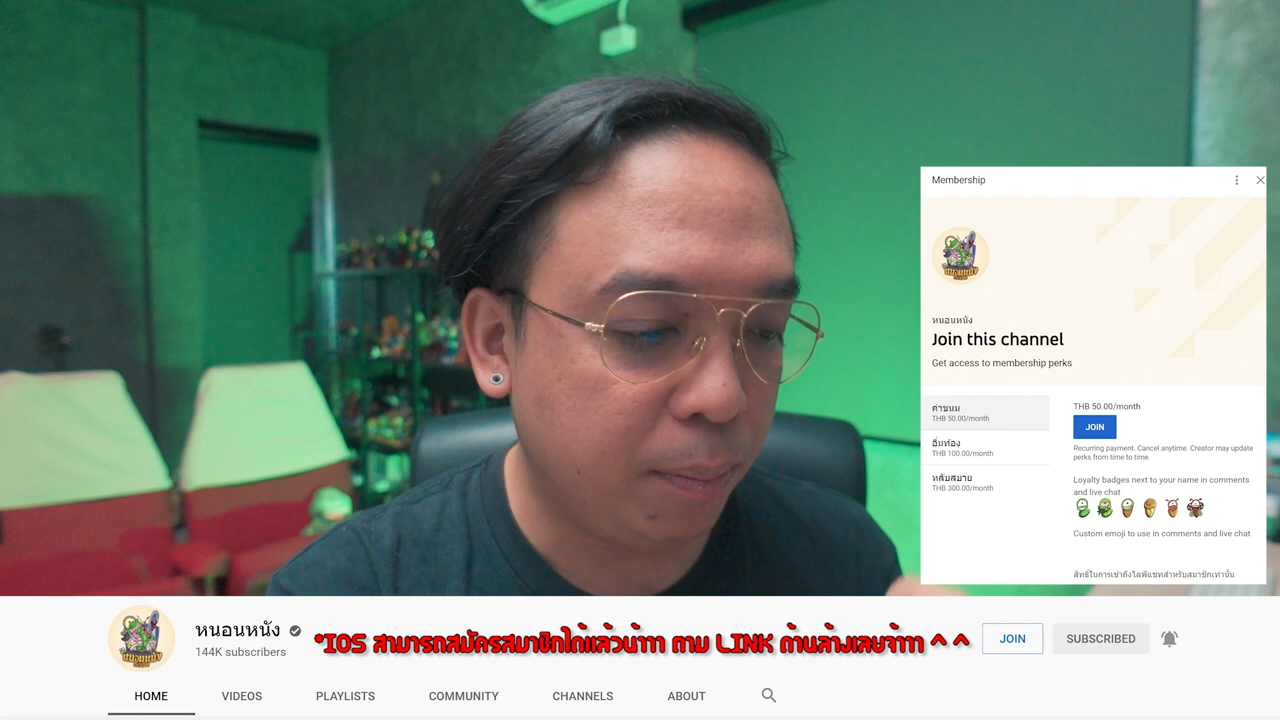 Membership
หนอนหนัง
Join this channel
Get access to membership perks
ค่าขนม
THB 50.00/month
อิ่มท้อง
THB 100.00/month
หลับสบาย
THB 300.00/month
THB 50.00/month
JOIN
Recurring payment. Cancel anytime. Creator may update
perks from time to time.
Loyalty badges next to your name in comments
and live chat
Custom emoji to use in comments and live chat
สิทธิ์ในการเข้าถึงไลฟ์แชทสำหรับสมาชิกเท่านั้น
หนอนหนัง
144K subscribers
*IOS สามารถสมัครสมาชิกได้แล้วน้าาา ตาม LINK ด้านล้างเลยจ้าาา ^ ^
JOIN
SUBSCRIBED
HOME VIDEOS PLAYLISTS COMMUNITY CHANNELS ABOUT